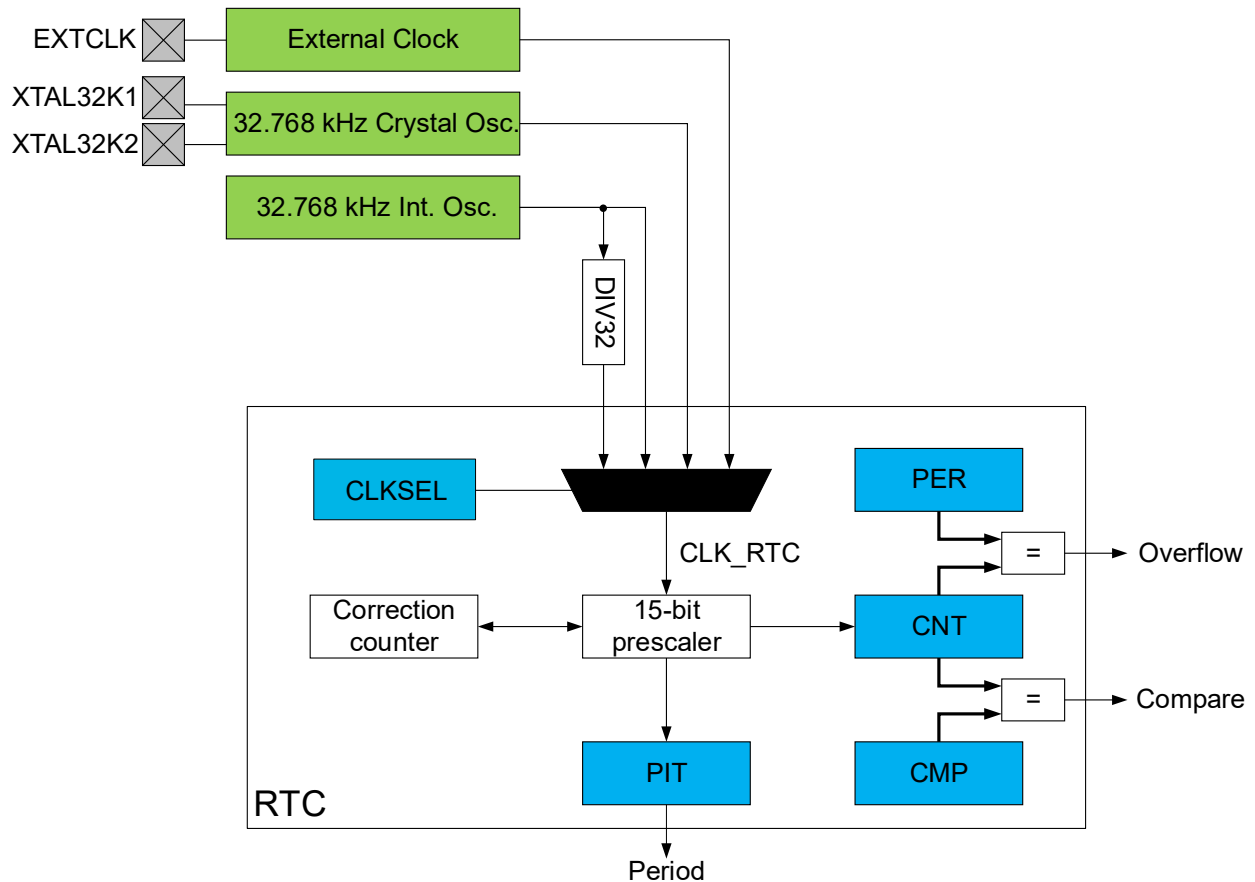 EXTCLK
External Clock
XTAL32K1
XTAL32K2
32.768 kHz Crystal Osc.
32.768 kHz Int. Osc.
DIV32
CLKSEL
PER
CLK_RTC
=
Overflow
Correction
counter
15-bit
prescaler
CNT
=
Compare
PIT
CMP
RTC
Period